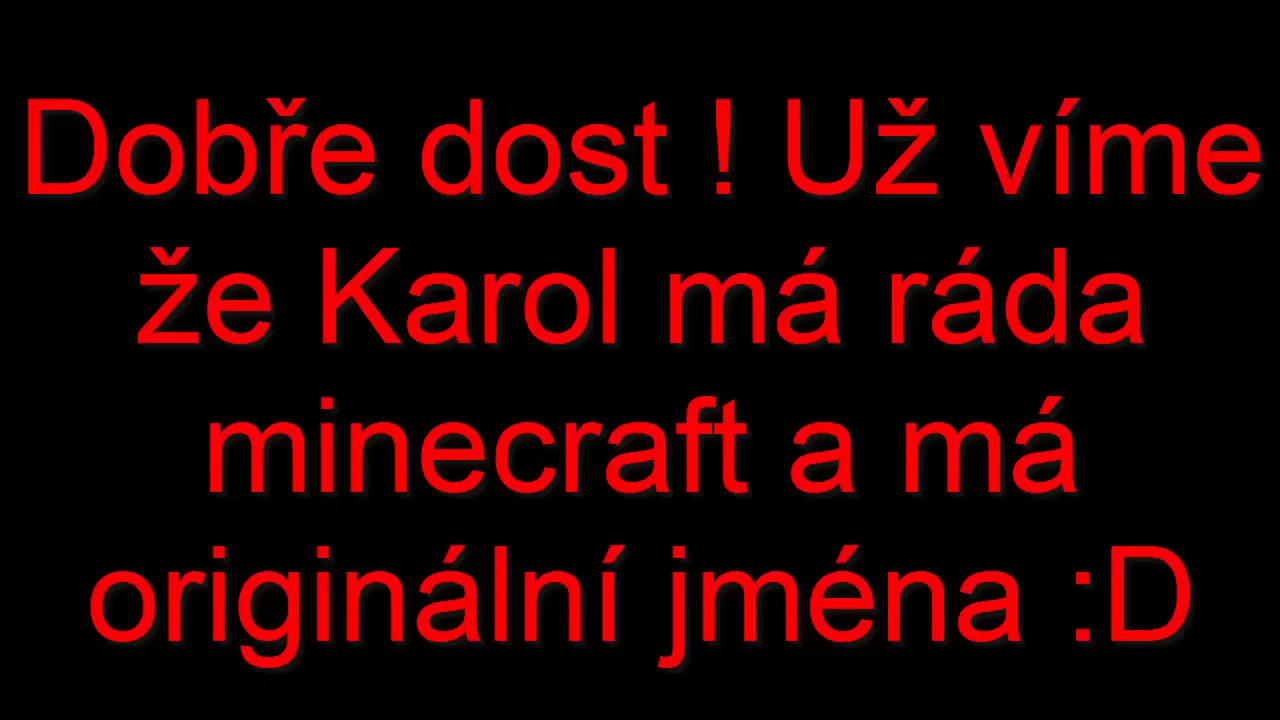 Dobře dost ! Už víme
že Karol má ráda
minecraft a má
originální jména :D